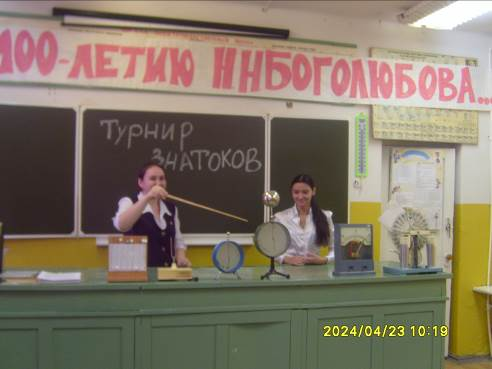 100-ЛЕТИЮ Н.Н.БОГОЛЮБОВА...
ТУРНИР
ЗНАТОКОВ
2024/04/23 10:19